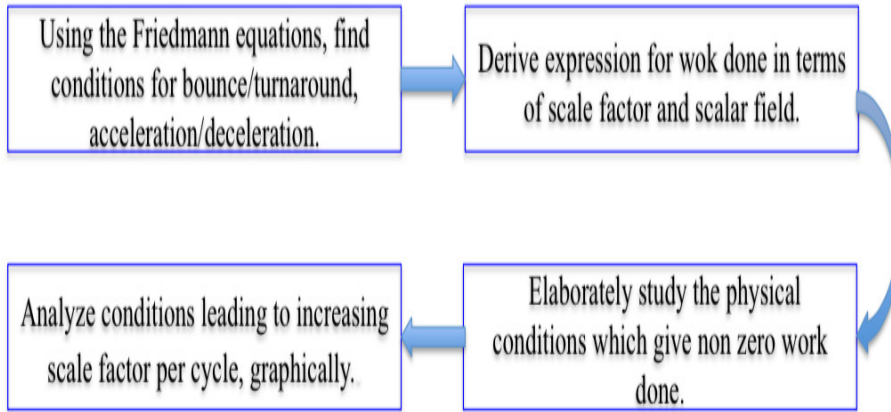 Using the Friedmann equations, find
conditions for bounce/turnaround,
acceleration/deceleration.
Derive expression for wok done in terms
of scale factor and scalar field.
Elaborately study the physical
conditions which give non zero work
done.
Analyze conditions leading to increasing
scale factor per cycle, graphically.